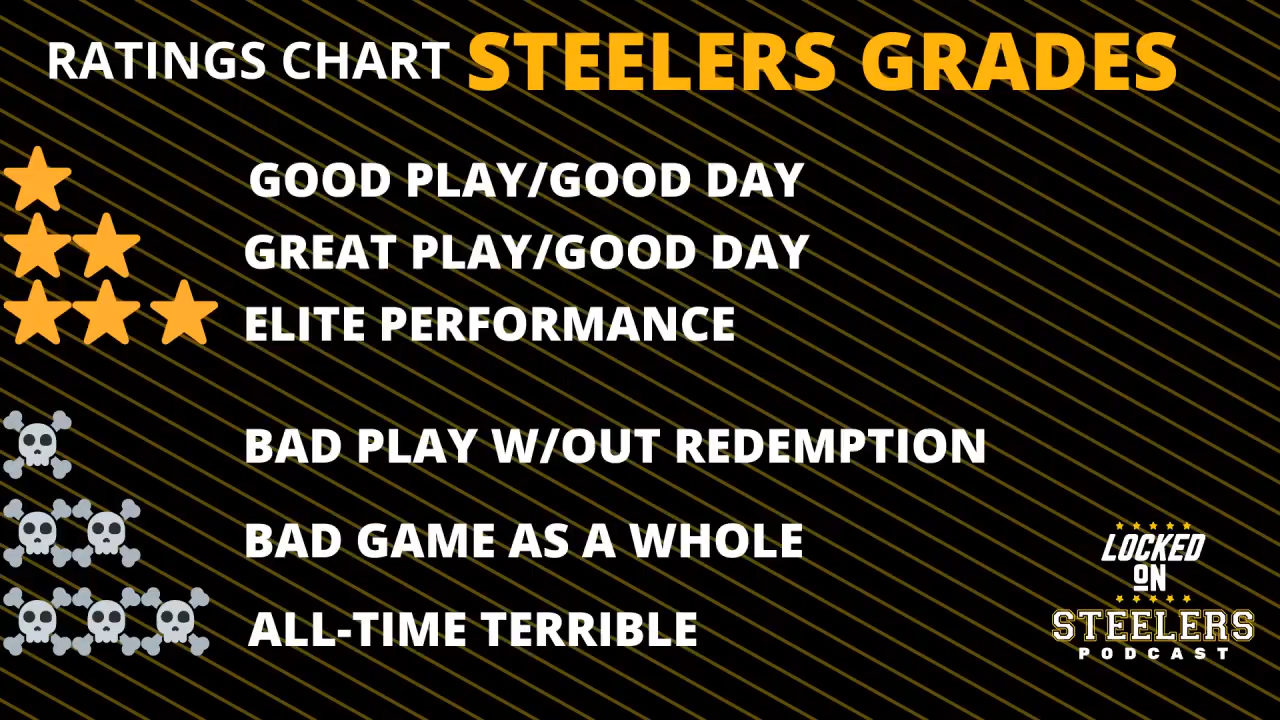 RATINGS CHART STEELERS GRADES
GOOD PLAY/GOOD DAY
GREAT PLAY/GOOD DAY
ELITE PERFORMANCE
BAD PLAY W/OUT REDEMPTION
BAD GAME AS A WHOLE
ALL-TIME TERRIBLE
LOCKED
ON
STEELERS
PODCAST